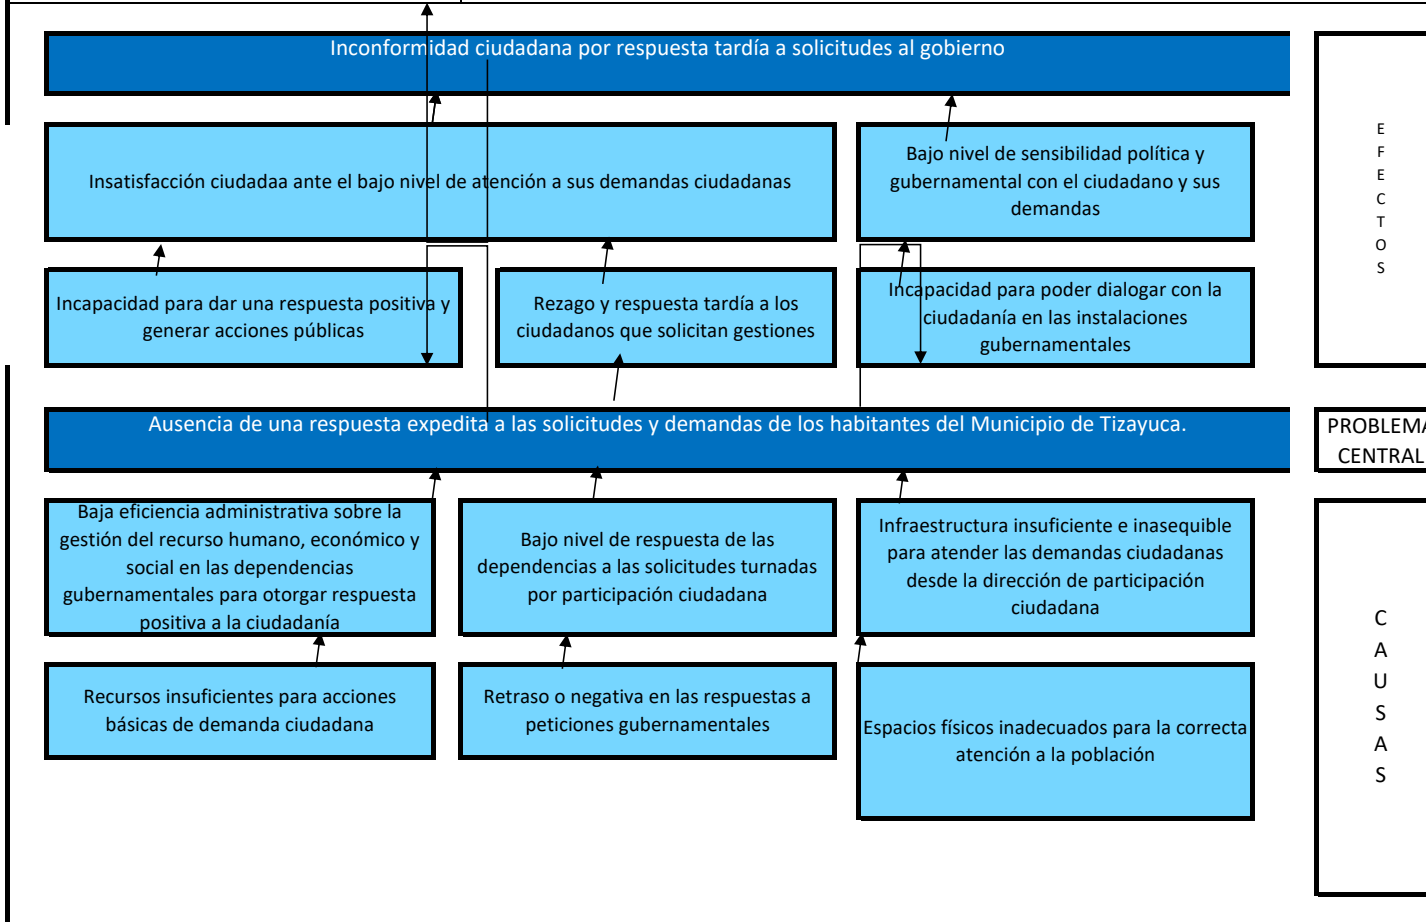 Inconformidad ciudadana por respuesta tardía a solicitudes al gobierno
Insatisfacción ciudadaa ante el bajo nivel de atención a sus demandas ciudadanas
Bajo nivel de sensibilidad política y
gubernamental con el ciudadano y sus
demandas
E
F
E
C
T
O
S
Incapacidad para dar una respuesta positiva y
generar acciones públicas
Rezago y respuesta tardía a los
ciudadanos que solicitan gestiones
Incapacidad para poder dialogar con la
ciudadanía en las instalaciones
gubernamentales
Ausencia de una respuesta expedita a las solicitudes y demandas de los habitantes del Municipio de Tizayuca.
PROBLEMA
CENTRAL
Baja eficiencia administrativa sobre la
gestión del recurso humano, económico y
social en las dependencias
gubernamentales para otorgar respuesta
positiva a la ciudadanía
Bajo nivel de respuesta de las
dependencias a las solicitudes turnadas
por participación ciudadana
Infraestructura insuficiente e inasequible
para atender las demandas ciudadanas
desde la dirección de participación
ciudadana
C
A
U
S
A
S
Recursos insuficientes para acciones
básicas de demanda ciudadana
Retraso o negativa en las respuestas a
peticiones gubernamentales
Espacios físicos inadecuados para la correcta
atención a la población